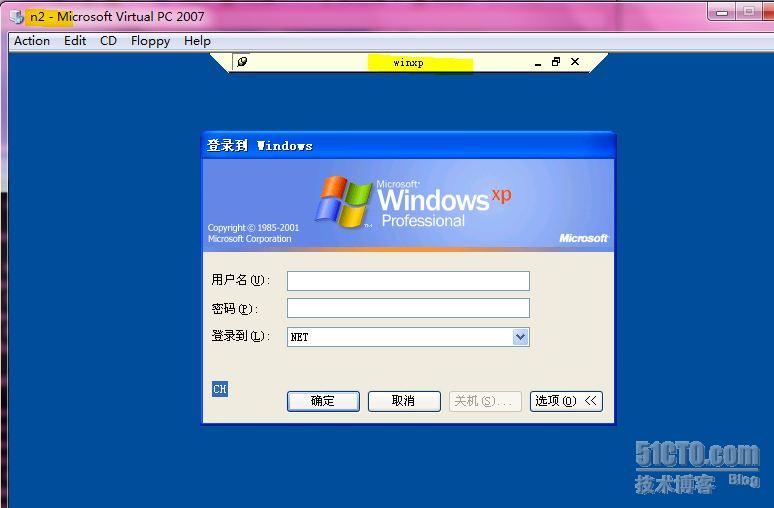 n2 - Microsoft Virtual PC 2007
Action Edit CD Floppy Help
winxp
登录到 Windows
Microsoft®
Windows xp
Professional
Copyright © 1985-2001
Microsoft Corporation
Microsoft
用户名(U):
密码(P):
登录到(L): NET
CH
确定 取消 关机(S)... 选项(O) <<
51CTO.com
技术博客 Blog